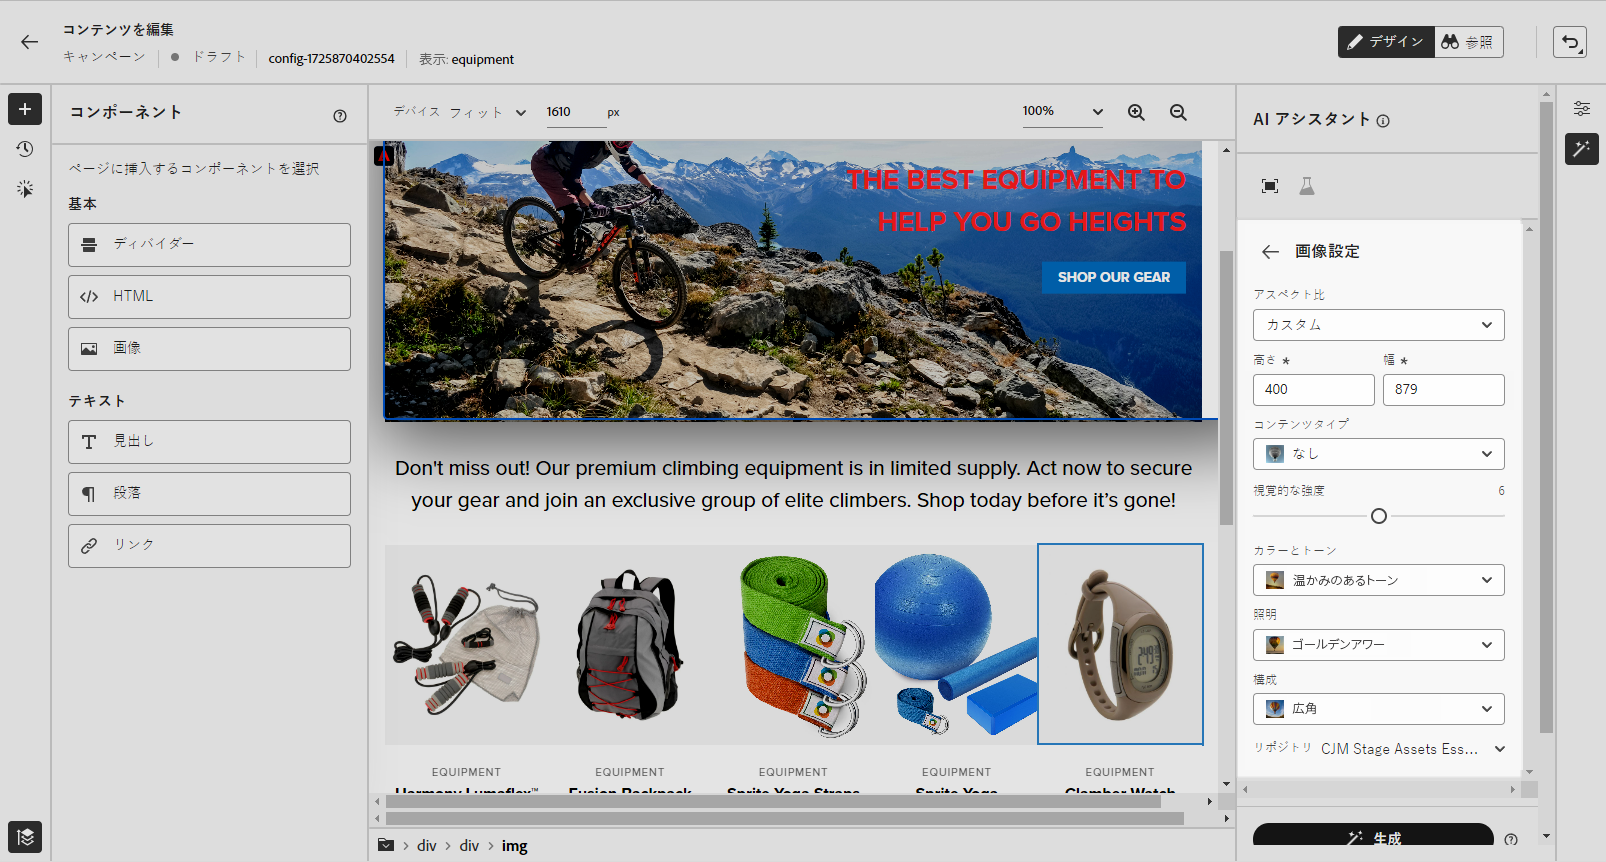 コンテンツを編集
キャンペーン ドラフト config-1725870402554 表示: equipment
デザイン 参照
コンポーネント
ページに挿入するコンポーネントを選択
基本
ディバイダー
HTML
画像
テキスト
見出し
段落
リンク
デバイス フィット 1610 px 100%
THE BEST EQUIPMENT TO
HELP YOU GO HEIGHTS
SHOP OUR GEAR
Don't miss out! Our premium climbing equipment is in limited supply. Act now to secure
your gear and join an exclusive group of elite climbers. Shop today before it’s gone!
EQUIPMENT EQUIPMENT EQUIPMENT EQUIPMENT EQUIPMENT
Harmony Lumaflex™ Fusion Backpack Sprite Yoga Straps Sprite Yoga Clamber Watch
div div img
AI アシスタント
画像設定
アスペクト比
カスタム
高さ * 幅 *
400 879
コンテンツタイプ
なし
視覚的な強度 6
カラーとトーン
温かみのあるトーン
照明
ゴールデンアワー
構成
広角
リポジトリ CJM Stage Assets Ess...
生成